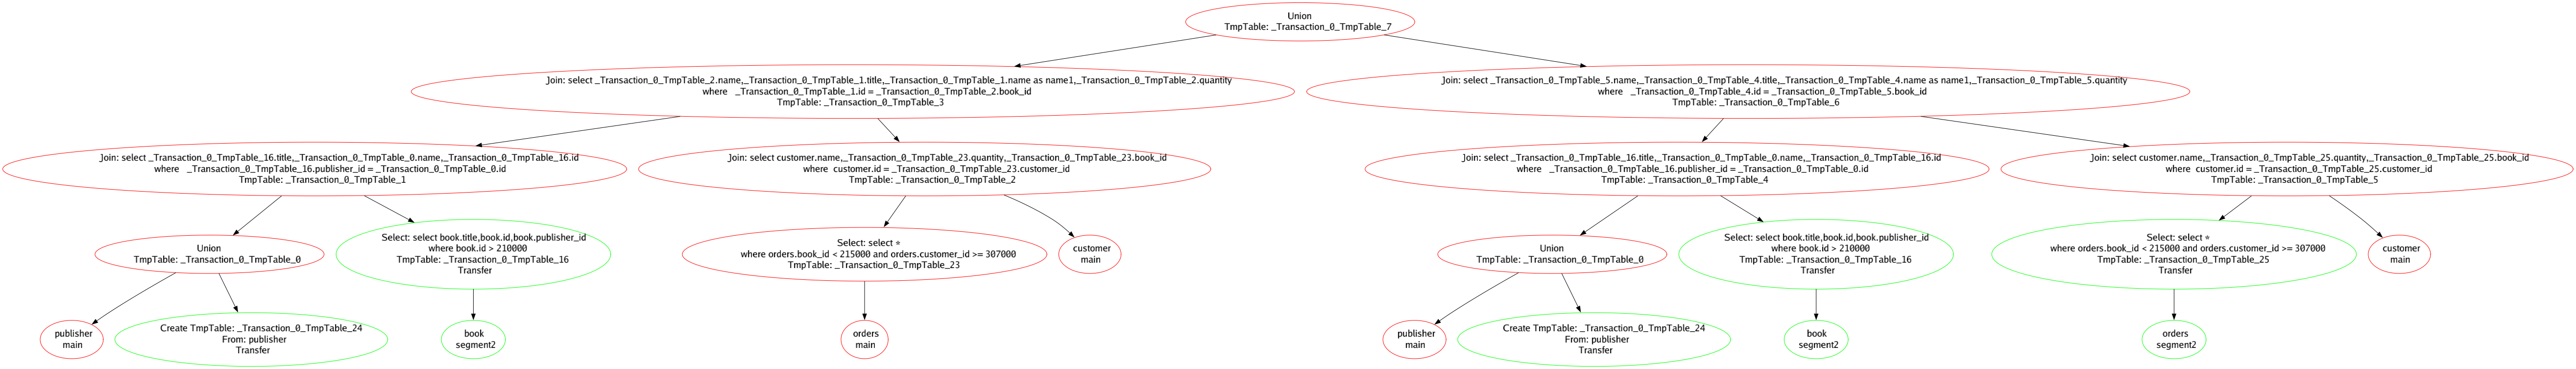 Union
TmpTable: _Transaction_0_TmpTable_7
Join: select _Transaction_0_TmpTable_2.name,_Transaction_0_TmpTable_1.title,_Transaction_0_TmpTable_1.name as name1,_Transaction_0_TmpTable_2.quantity
where   _Transaction_0_TmpTable_1.id = _Transaction_0_TmpTable_2.book_id
TmpTable: _Transaction_0_TmpTable_3
Join: select _Transaction_0_TmpTable_5.name,_Transaction_0_TmpTable_4.title,_Transaction_0_TmpTable_4.name as name1,_Transaction_0_TmpTable_5.quantity
where   _Transaction_0_TmpTable_4.id = _Transaction_0_TmpTable_5.book_id
TmpTable: _Transaction_0_TmpTable_6
Join: select _Transaction_0_TmpTable_16.title,_Transaction_0_TmpTable_0.name,_Transaction_0_TmpTable_16.id
where   _Transaction_0_TmpTable_16.publisher_id = _Transaction_0_TmpTable_0.id
TmpTable: _Transaction_0_TmpTable_1
Join: select customer.name,_Transaction_0_TmpTable_23.quantity,_Transaction_0_TmpTable_23.book_id
where  customer.id = _Transaction_0_TmpTable_23.customer_id
TmpTable: _Transaction_0_TmpTable_2
Join: select _Transaction_0_TmpTable_16.title,_Transaction_0_TmpTable_0.name,_Transaction_0_TmpTable_16.id
where   _Transaction_0_TmpTable_16.publisher_id = _Transaction_0_TmpTable_0.id
TmpTable: _Transaction_0_TmpTable_4
Join: select customer.name,_Transaction_0_TmpTable_25.quantity,_Transaction_0_TmpTable_25.book_id
where  customer.id = _Transaction_0_TmpTable_25.customer_id
TmpTable: _Transaction_0_TmpTable_5
Union
TmpTable: _Transaction_0_TmpTable_0
Select: select book.title,book.id,book.publisher_id
where book.id > 210000
TmpTable: _Transaction_0_TmpTable_16
Transfer
Select: select *
where orders.book_id < 215000 and orders.customer_id >= 307000
TmpTable: _Transaction_0_TmpTable_23
customer
main
Union
TmpTable: _Transaction_0_TmpTable_0
Select: select book.title,book.id,book.publisher_id
where book.id > 210000
TmpTable: _Transaction_0_TmpTable_16
Transfer
Select: select *
where orders.book_id < 215000 and orders.customer_id >= 307000
TmpTable: _Transaction_0_TmpTable_25
Transfer
customer
main
publisher
main
Create TmpTable: _Transaction_0_TmpTable_24
From: publisher
Transfer
book
segment2
orders
main
publisher
main
Create TmpTable: _Transaction_0_TmpTable_24
From: publisher
Transfer
book
segment2
orders
segment2